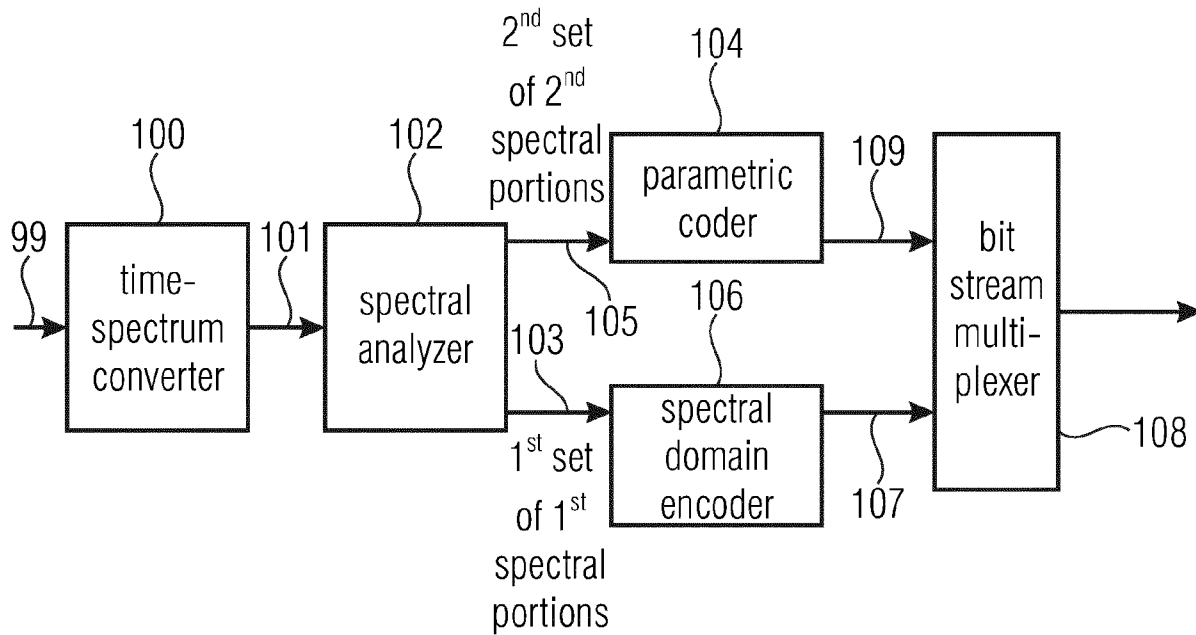 2nd set
of 2nd
spectral
portions
104
100
102
109
99
101
time-
spectrum
converter
spectral
analyzer
parametric
coder
105
103
106
1st set
of 1st
spectral
portions
spectral
domain
encoder
107
bit
stream
multi-
plexer
108